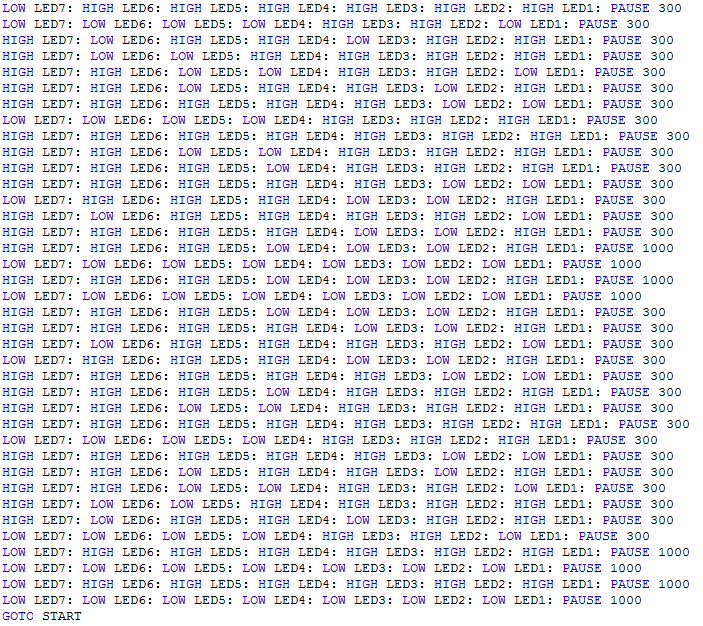 LOW LED7: HIGH LED6: HIGH LED5: HIGH LED4: HIGH LED3: HIGH LED2: HIGH LED1: PAUSE 300
LOW LED7: LOW LED6: LOW LED5: LOW LED4: HIGH LED3: HIGH LED2: LOW LED1: PAUSE 300
HIGH LED7: LOW LED6: HIGH LED5: HIGH LED4: LOW LED3: HIGH LED2: HIGH LED1: PAUSE 300
HIGH LED7: LOW LED6: LOW LED5: HIGH LED4: HIGH LED3: HIGH LED2: HIGH LED1: PAUSE 300
HIGH LED7: HIGH LED6: LOW LED5: LOW LED4: HIGH LED3: HIGH LED2: LOW LED1: PAUSE 300
HIGH LED7: HIGH LED6: LOW LED5: HIGH LED4: HIGH LED3: LOW LED2: HIGH LED1: PAUSE 300
HIGH LED7: HIGH LED6: HIGH LED5: HIGH LED4: HIGH LED3: LOW LED2: LOW LED1: PAUSE 300
LOW LED7: LOW LED6: LOW LED5: LOW LED4: HIGH LED3: HIGH LED2: HIGH LED1: PAUSE 300
HIGH LED7: HIGH LED6: HIGH LED5: HIGH LED4: HIGH LED3: HIGH LED2: HIGH LED1: PAUSE 300
HIGH LED7: HIGH LED6: LOW LED5: LOW LED4: HIGH LED3: HIGH LED2: HIGH LED1: PAUSE 300
HIGH LED7: HIGH LED6: HIGH LED5: LOW LED4: HIGH LED3: HIGH LED2: HIGH LED1: PAUSE 300
HIGH LED7: HIGH LED6: HIGH LED5: HIGH LED4: HIGH LED3: LOW LED2: LOW LED1: PAUSE 300
LOW LED7: HIGH LED6: HIGH LED5: HIGH LED4: LOW LED3: LOW LED2: HIGH LED1: PAUSE 300
HIGH LED7: LOW LED6: HIGH LED5: HIGH LED4: HIGH LED3: HIGH LED2: LOW LED1: PAUSE 300
HIGH LED7: HIGH LED6: HIGH LED5: HIGH LED4: LOW LED3: LOW LED2: HIGH LED1: PAUSE 300
HIGH LED7: HIGH LED6: HIGH LED5: LOW LED4: LOW LED3: LOW LED2: HIGH LED1: PAUSE 1000
LOW LED7: LOW LED6: LOW LED5: LOW LED4: LOW LED3: LOW LED2: LOW LED1: PAUSE 1000
HIGH LED7: HIGH LED6: HIGH LED5: LOW LED4: LOW LED3: LOW LED2: HIGH LED1: PAUSE 1000
LOW LED7: LOW LED6: LOW LED5: LOW LED4: LOW LED3: LOW LED2: LOW LED1: PAUSE 1000
HIGH LED7: HIGH LED6: HIGH LED5: LOW LED4: LOW LED3: LOW LED2: HIGH LED1: PAUSE 300
HIGH LED7: HIGH LED6: HIGH LED5: HIGH LED4: LOW LED3: LOW LED2: HIGH LED1: PAUSE 300
HIGH LED7: LOW LED6: HIGH LED5: HIGH LED4: HIGH LED3: HIGH LED2: LOW LED1: PAUSE 300
LOW LED7: HIGH LED6: HIGH LED5: HIGH LED4: LOW LED3: LOW LED2: HIGH LED1: PAUSE 300
HIGH LED7: HIGH LED6: HIGH LED5: HIGH LED4: HIGH LED3: LOW LED2: LOW LED1: PAUSE 300
HIGH LED7: HIGH LED6: HIGH LED5: LOW LED4: HIGH LED3: HIGH LED2: HIGH LED1: PAUSE 300
HIGH LED7: HIGH LED6: LOW LED5: LOW LED4: HIGH LED3: HIGH LED2: HIGH LED1: PAUSE 300
HIGH LED7: HIGH LED6: HIGH LED5: HIGH LED4: HIGH LED3: HIGH LED2: HIGH LED1: PAUSE 300
LOW LED7: LOW LED6: LOW LED5: LOW LED4: HIGH LED3: HIGH LED2: HIGH LED1: PAUSE 300
HIGH LED7: HIGH LED6: HIGH LED5: HIGH LED4: HIGH LED3: LOW LED2: LOW LED1: PAUSE 300
HIGH LED7: HIGH LED6: LOW LED5: HIGH LED4: HIGH LED3: LOW LED2: HIGH LED1: PAUSE 300
HIGH LED7: HIGH LED6: LOW LED5: LOW LED4: HIGH LED3: HIGH LED2: LOW LED1: PAUSE 300
HIGH LED7: LOW LED6: LOW LED5: HIGH LED4: HIGH LED3: HIGH LED2: HIGH LED1: PAUSE 300
HIGH LED7: LOW LED6: HIGH LED5: HIGH LED4: LOW LED3: HIGH LED2: HIGH LED1: PAUSE 300
LOW LED7: LOW LED6: LOW LED5: LOW LED4: HIGH LED3: HIGH LED2: LOW LED1: PAUSE 300
LOW LED7: HIGH LED6: HIGH LED5: HIGH LED4: HIGH LED3: HIGH LED2: HIGH LED1: PAUSE 1000
LOW LED7: LOW LED6: LOW LED5: LOW LED4: LOW LED3: LOW LED2: LOW LED1: PAUSE 1000
LOW LED7: HIGH LED6: HIGH LED5: HIGH LED4: HIGH LED3: HIGH LED2: HIGH LED1: PAUSE 1000
LOW LED7: LOW LED6: LOW LED5: LOW LED4: LOW LED3: LOW LED2: LOW LED1: PAUSE 1000
GOTO START